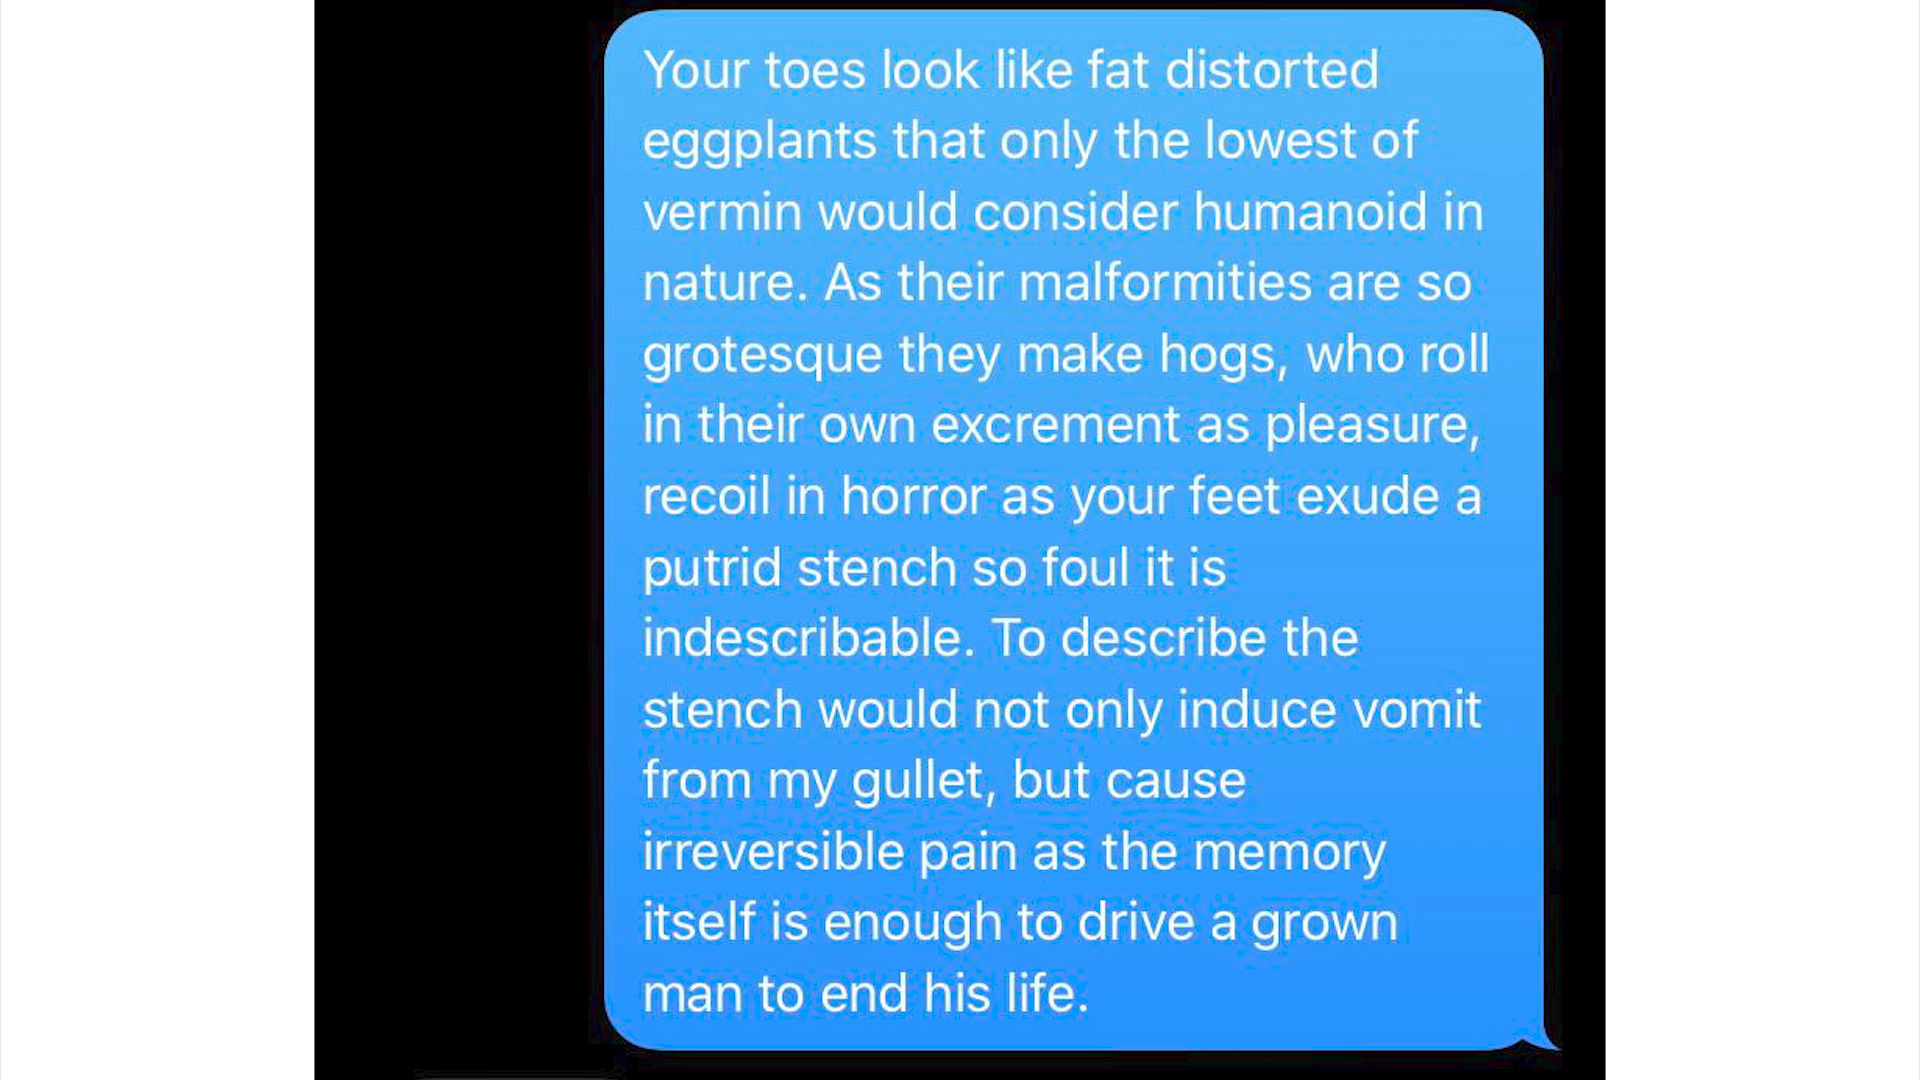 Your toes look like fat distorted
eggplants that only the lowest of
vermin would consider humanoid in
nature. As their malformities are so
grotesque they make hogs, who roll
in their own excrement as pleasure,
recoil in horror as your feet exude a
putrid stench so foul it is
indescribable. To describe the
stench would not only induce vomit
from my gullet, but cause
irreversible pain as the memory
itself is enough to drive a grown
man to end his life.